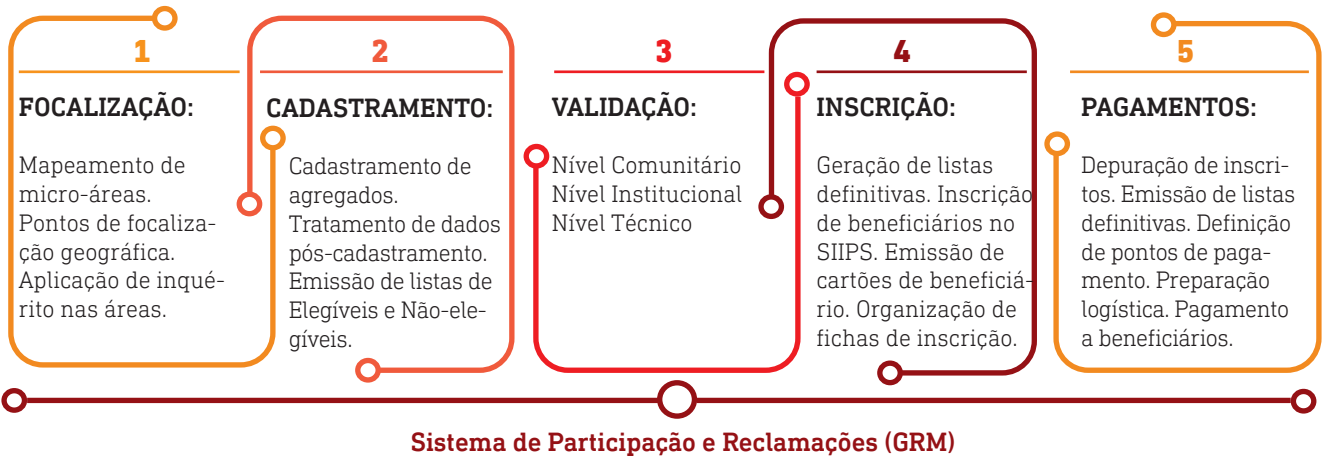 1
FOCALIZAÇÃO:
Mapeamento de
micro-áreas.
Pontos de focaliza-
ção geográfica.
Aplicação de inqué-
rito nas áreas.
2
CADASTRAMENTO:
Cadastramento de
agregados.
Tratamento de dados
pós-cadastramento.
Emissão de listas de
Elegíveis e Não-ele-
gíveis.
3
VALIDAÇÃO:
Nível Comunitário
Nível Institucional
Nível Técnico
4
INSCRIÇÃO:
Geração de listas
definitivas. Inscrição
de beneficiários no
SIIPS. Emissão de
cartões de beneficiá-
rio. Organização de
fichas de inscrição.
5
PAGAMENTOS:
Depuração de inscri-
tos. Emissão de listas
definitivas. Definição
de pontos de paga-
mento. Preparação
logística. Pagamento
a beneficiários.
Sistema de Participação e Reclamações (GRM)